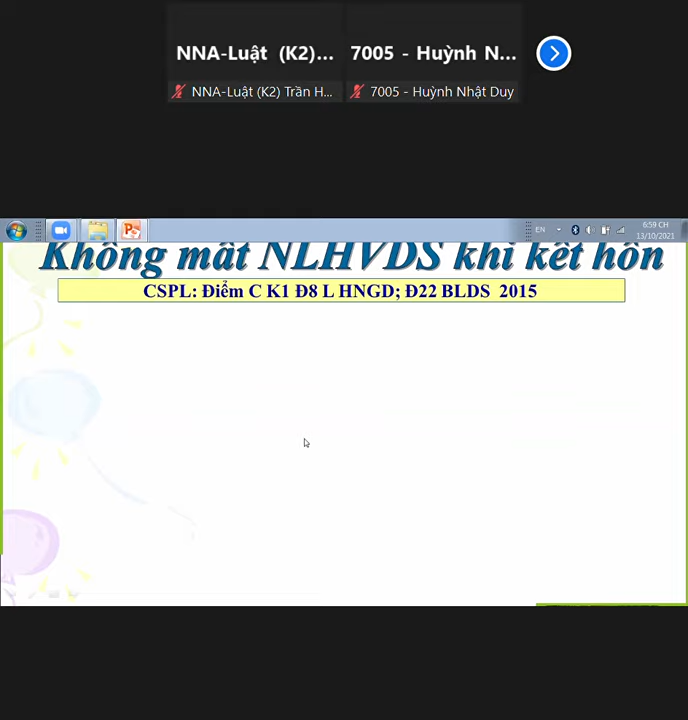 NNA-Luật (K2)... 7005 - Huỳnh N...
NNA-Luật (K2) Trần H... 7005 - Huỳnh Nhật Duy
EN 6:59 CH
13/10/2021
Không mất NLHVDS khi kết hôn
CSPL: Điểm C K1 Đ8 L HNGD; Đ22 BLDS 2015